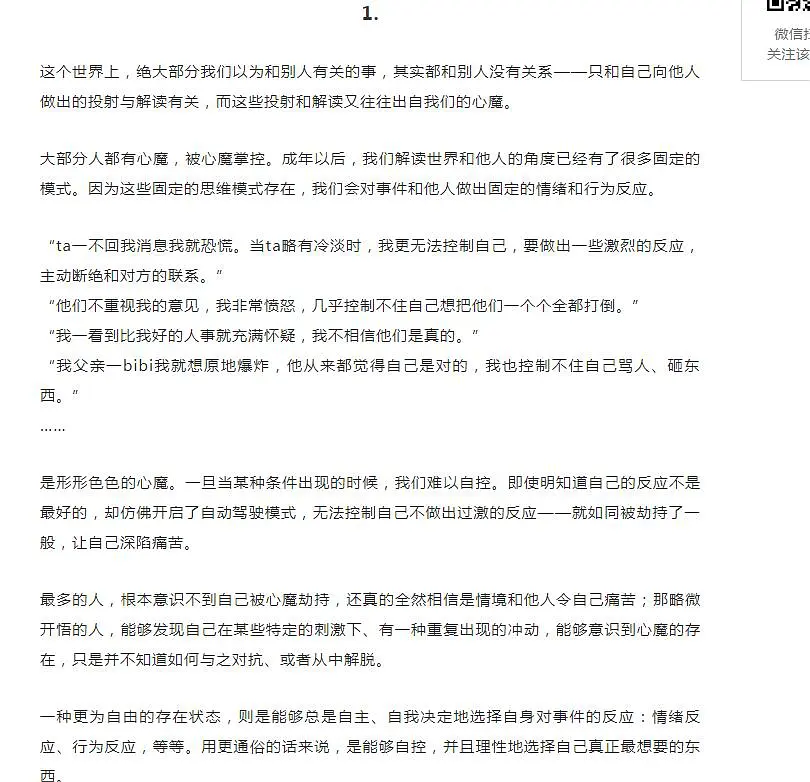 1.
微信扫
关注该
这个世界上，绝大部分我们以为和别人有关的事，其实都和别人没有关系——只和自己向他人
做出的投射与解读有关，而这些投射和解读又往往出自我们的心魔。
大部分人都有心魔，被心魔掌控。成年以后，我们解读世界和他人的角度已经有了很多固定的
模式。因为这些固定的思维模式存在，我们会对事件和他人做出固定的情绪和行为反应。
“ta一不回我消息我就恐慌。当ta略有冷淡时，我更无法控制自己，要做出一些激烈的反应，
主动断绝和对方的联系。”
“他们不重视我的意见，我非常愤怒，几乎控制不住自己想把他们一个个全都打倒。”
“我一看到比我好的人事就充满怀疑，我不相信他们是真的。”
“我父亲一bibi我就想原地爆炸，他从来都觉得自己是对的，我也控制不住自己骂人、砸东
西。”
……
是形形色色的心魔。一旦当某种条件出现的时候，我们难以自控。即使明知道自己的反应不是
最好的，却仿佛开启了自动驾驶模式，无法控制自己不做出过激的反应——就如同被劫持了一
般，让自己深陷痛苦。
最多的人，根本意识不到自己被心魔劫持，还真的全然相信是情境和他人令自己痛苦；那略微
开悟的人，能够发现自己在某些特定的刺激下、有一种重复出现的冲动，能够意识到心魔的存
在，只是并不知道如何与之对抗、或者从中解脱。
一种更为自由的存在状态，则是能够总是自主、自我决定地选择自身对事件的反应：情绪反
应、行为反应，等等。用更通俗的话来说，是能够自控，并且理性地选择自己真正最想要的东
西。